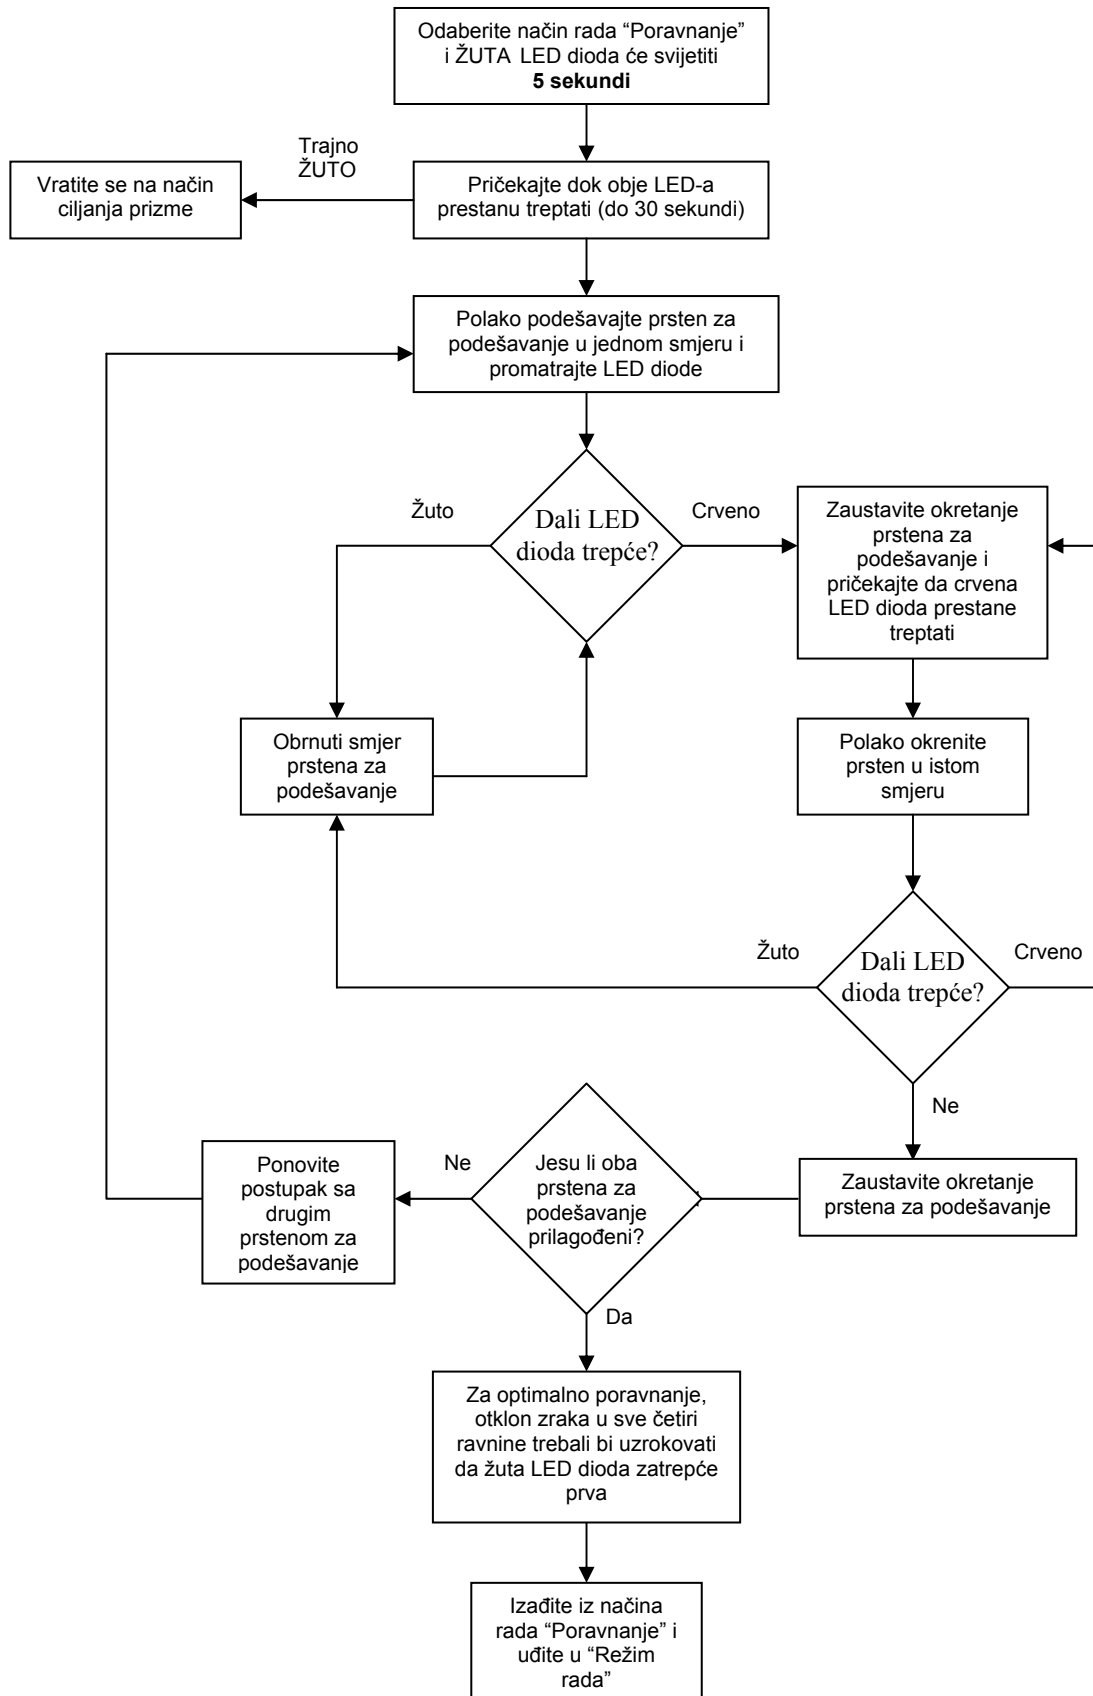 Odaberite način rada “Poravnanje”
i ŽUTA LED dioda će svijetiti
5 sekundi
Trajno
ŽUTO
Vratite se na način
ciljanja prizme
Pričekajte dok obje LED-a
prestanu treptati (do 30 sekundi)
Polako podešavajte prsten za
podešavanje u jednom smjeru i
promatrajte LED diode
Žuto
Dali LED
dioda trepće?
Crveno
Zaustavite okretanje
prstena za
podešavanje i
pričekajte da crvena
LED dioda prestane
treptati
Obrnuti smjer
prstena za
podešavanje
Polako okrenite
prsten u istom
smjeru
Žuto
Dali LED
dioda trepće?
Crveno
Ne
Ponovite
postupak sa
drugim
prstenom za
podešavanje
Ne
Jesu li oba
prstena za
podešavanje
prilagođeni?
Zaustavite okretanje
prstena za podešavanje
Da
Za optimalno poravnanje,
otklon zraka u sve četiri
ravnine trebali bi uzrokovati
da žuta LED dioda zatrepće
prva
Izađite iz načina
rada “Poravnanje” i
uđite u “Režim
rada”